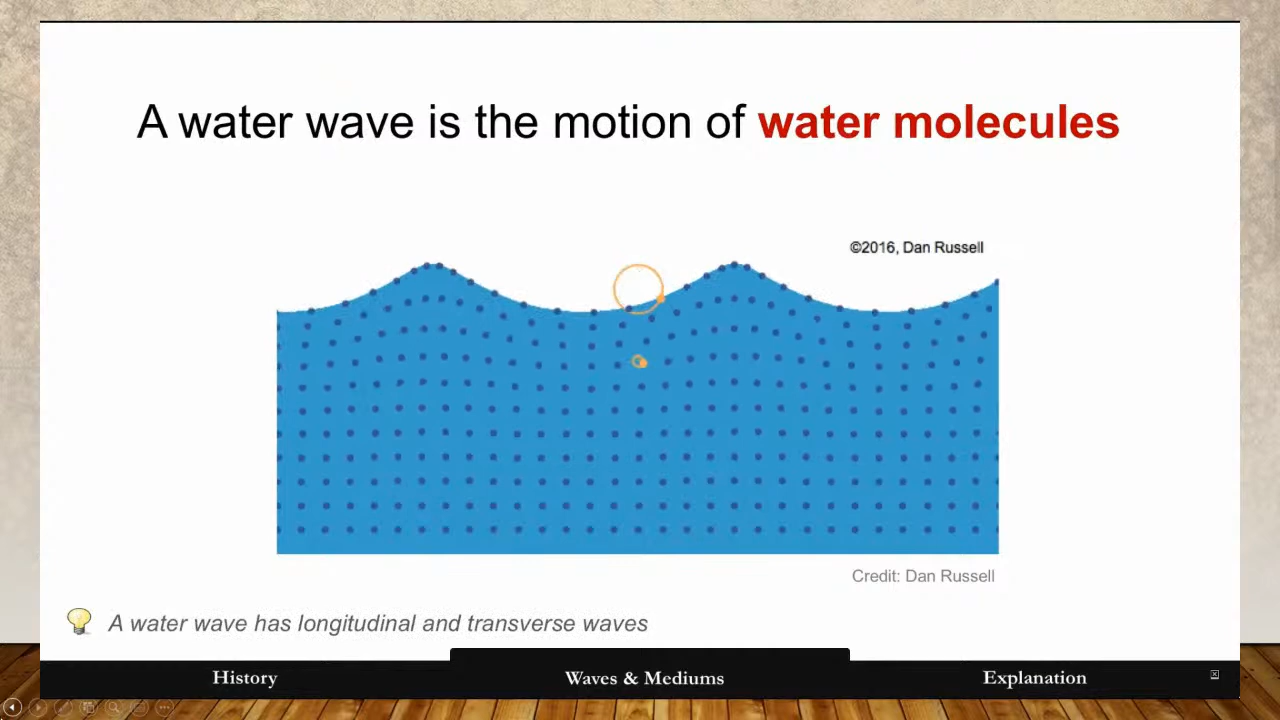 A water wave is the motion of water molecules
©2016, Dan Russell
Credit: Dan Russell
A water wave has longitudinal and transverse waves
History
Waves & Mediums
Explanation